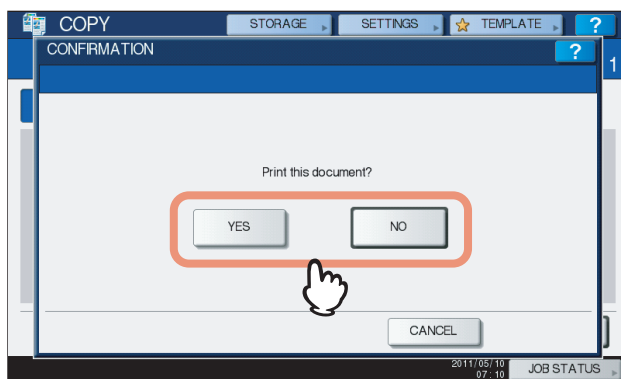 COPY STORAGE SETTINGS TEMPLATE ?
CONFIRMATION ?
1
Print this document?
YES NO
CANCEL
2011/05/10
07 : 10 JOB STATUS